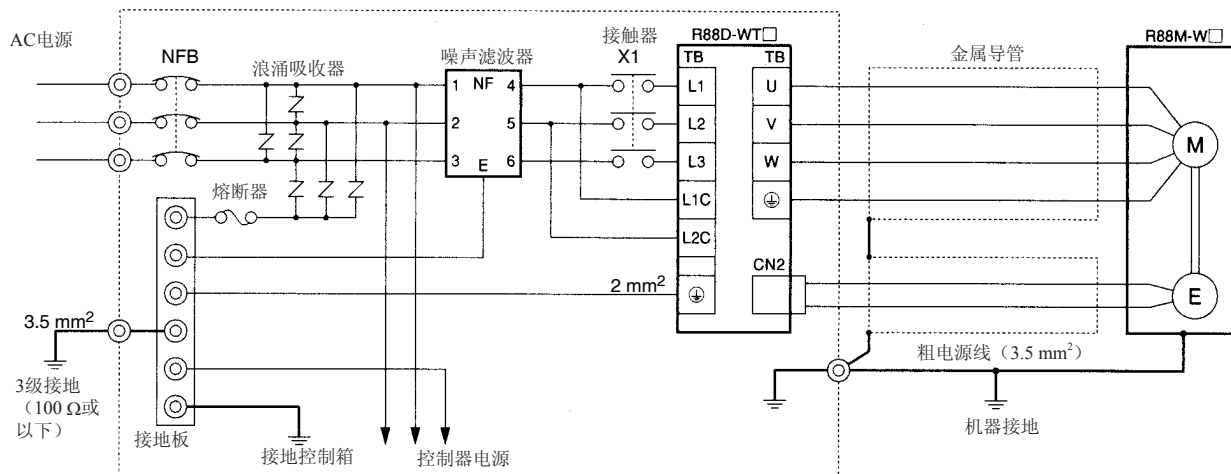 AC电源
NFB
浪涌吸收器
噪声滤波器
接触器
X1
R88D-WT□
金属导管
R88M-W□
TB
TB
1 NF 4
2 5
3 6
E
L1
L2
L3
L1C
L2C
U
V
W
CN2
M
E
熔断器
2 mm²
3.5 mm²
3级接地
（100 Ω或
以下）
接地板
接地控制箱
控制器电源
粗电源线（3.5 mm²）
机器接地